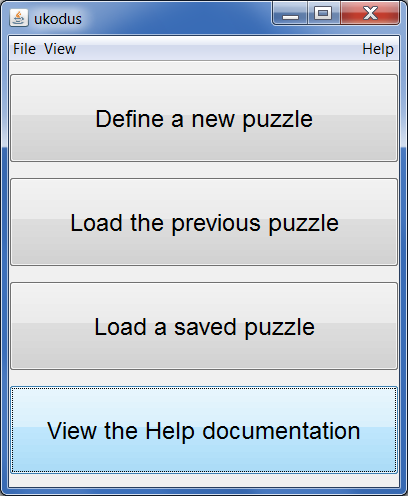 ukodus
File View Help
Define a new puzzle
Load the previous puzzle
Load a saved puzzle
View the Help documentation